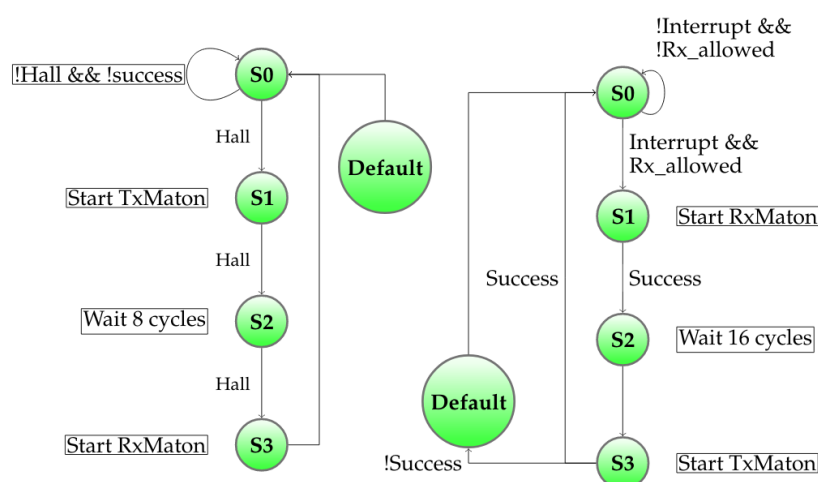 !Hall && !success
S0
Hall
Start TxMaton
S1
Hall
Wait 8 cycles
S2
Hall
Start RxMaton
S3
Default
!Interrupt &&
!Rx_allowed
S0
Interrupt &&
Rx_allowed
S1
Start RxMaton
Success
Success
S2
Wait 16 cycles
Default
!Success
S3
Start TxMaton